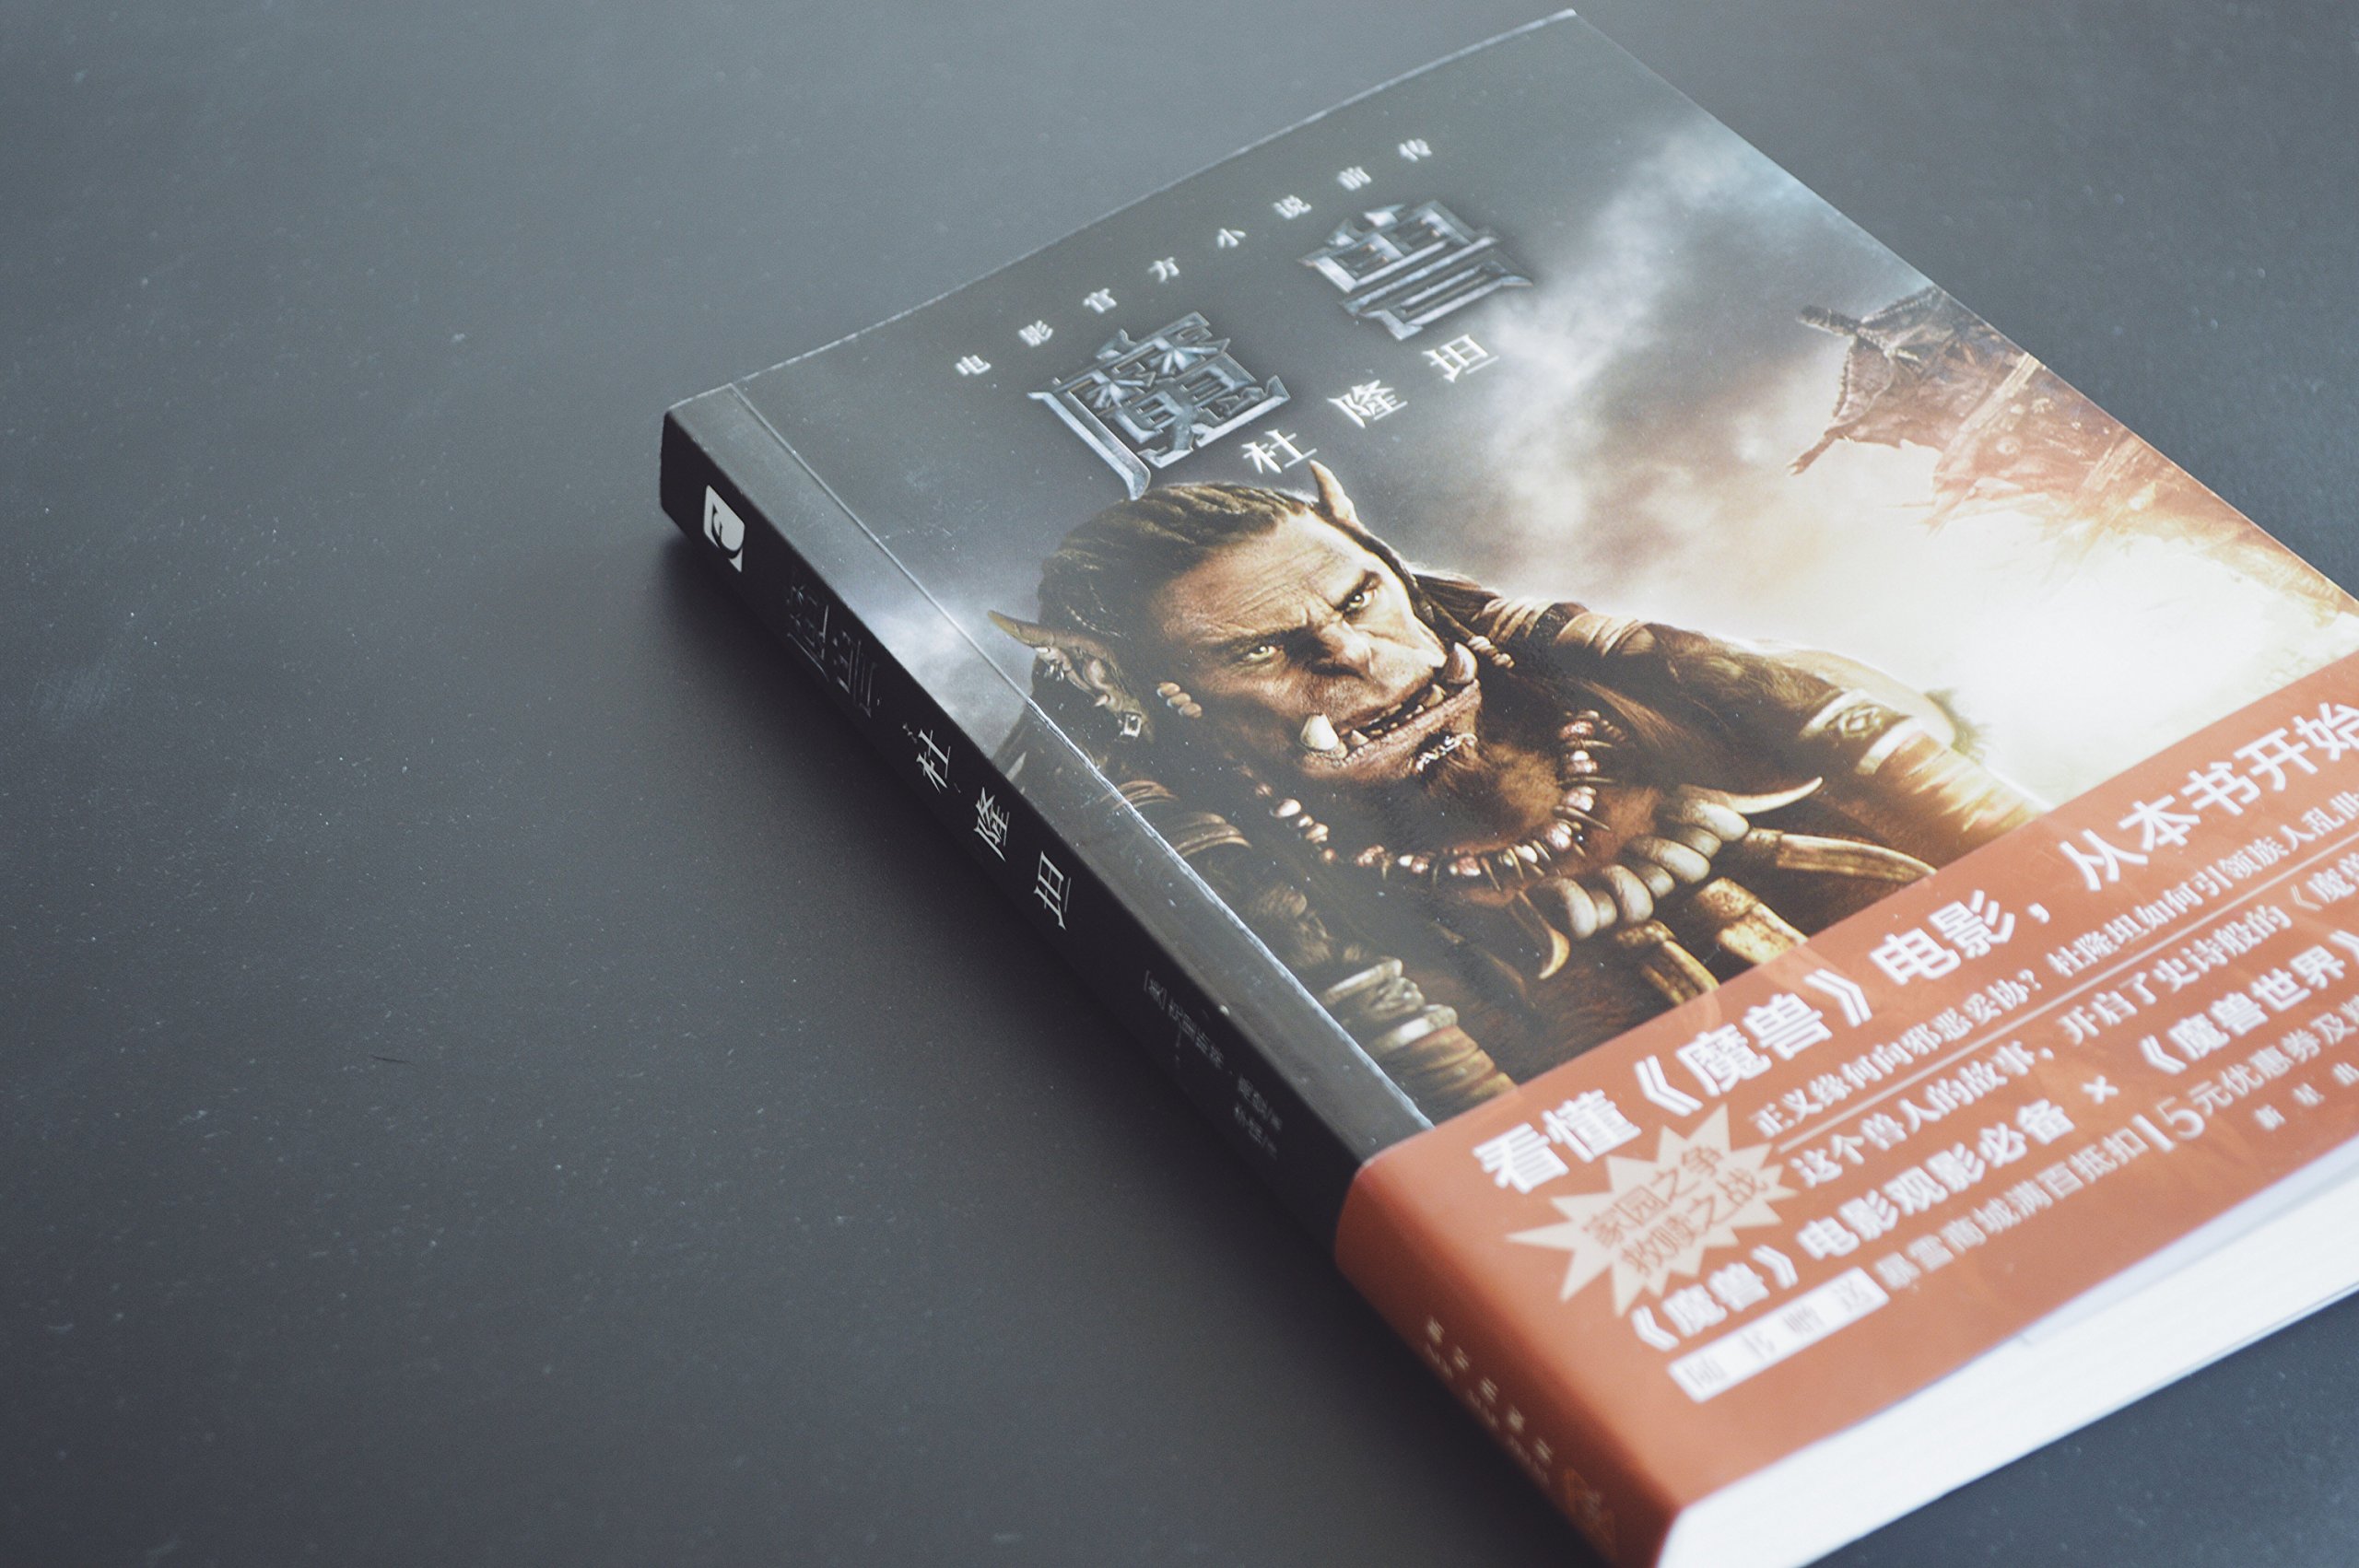 电影官方小说前传
魔兽
杜隆坦
魔兽
杜隆坦
看懂《魔兽》电影，从本书开始
正义缘何向邪恶妥协？杜隆坦如何引领族人乱世
这个兽人的故事，开启了史诗般的《魔兽
家园之争
救赎之战
《魔兽》电影观影必备 × 《魔兽世界》
随书赠送 暴雪商城满百抵扣15元优惠券及